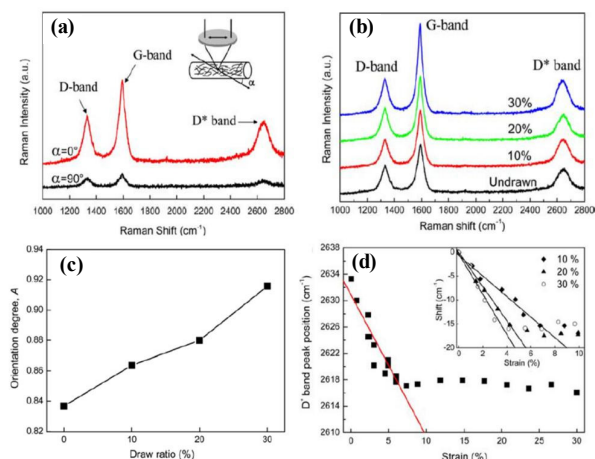 (a)
G-band
D-band
D* band
α
α=0°
α=90°
Raman Intensity (a.u.)
1000 1200 1400 1600 1800 2000 2200 2400 2600 2800
Raman Shift (cm-1)
(b)
G-band
D-band
D* band
30%
20%
10%
Undrawn
Raman Intensity (a.u.)
1000 1200 1400 1600 1800 2000 2200 2400 2600 2800
Raman shift (cm-1)
(c)
0.94
0.92
0.90
0.88
0.86
0.84
0.82
Orientation degree, A
0 10 20 30
Draw ratio (%)
(d)
2638
2634
2630
2626
2622
2618
2614
2610
D* band peak position (cm-1)
0 5 10 15 20 25 30
Strain (%)
0
-5
-10
-15
-20
Shift (cm-1)
0 2 4 6 8 10
Strain (%)
10 %
20 %
30 %